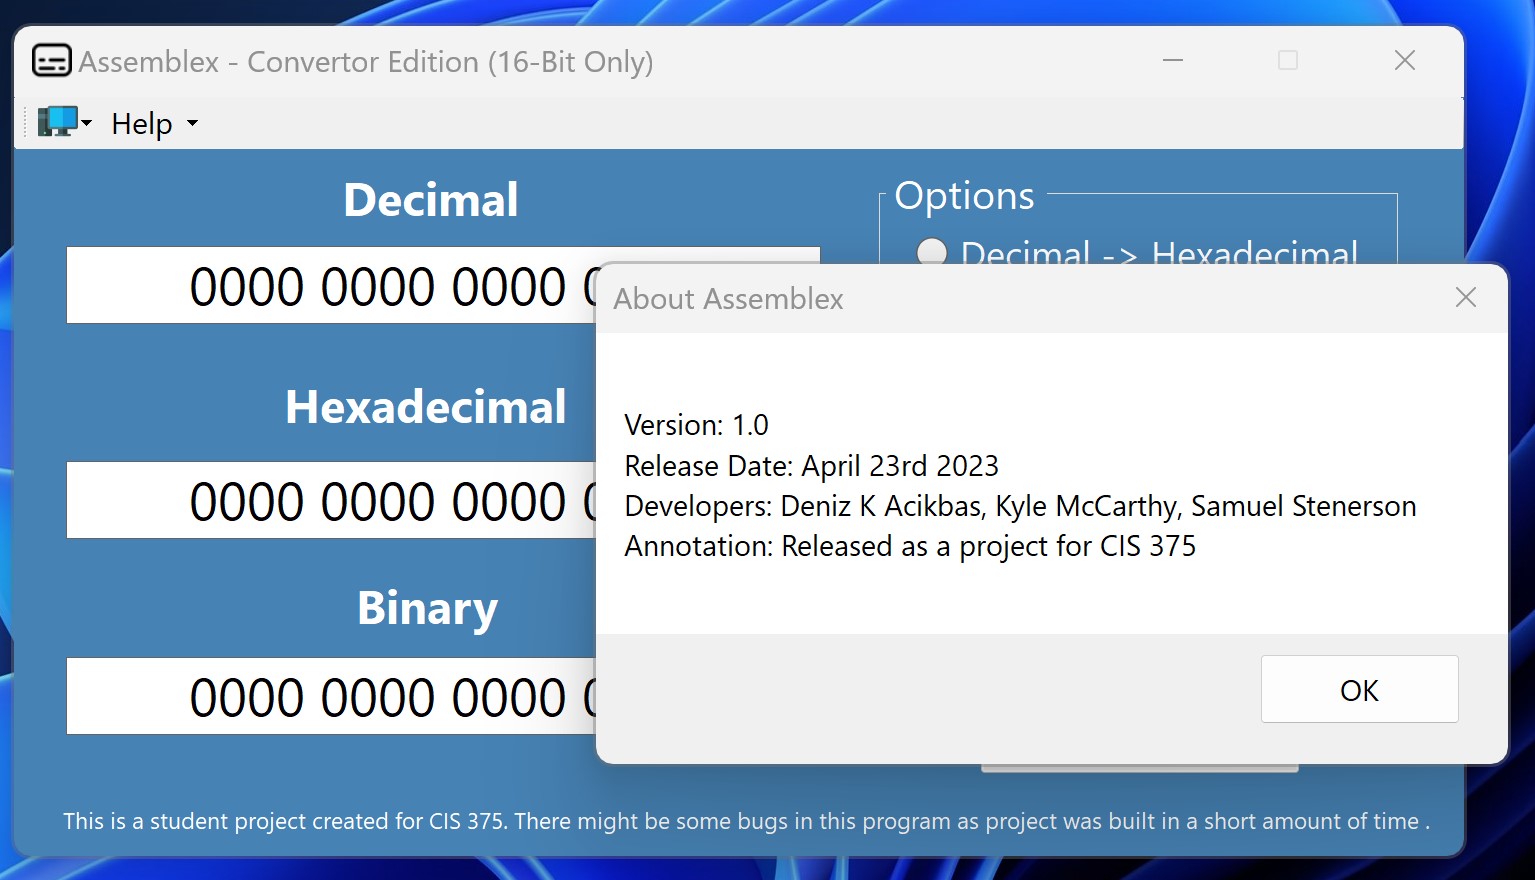 Assemblex - Convertor Edition (16-Bit Only)
Help
Decimal
0000 0000 0000
Options
Decimal -> Hexadecimal
About Assemblex
Hexadecimal
0000 0000 0000
Version: 1.0
Release Date: April 23rd 2023
Developers: Deniz K Acikbas, Kyle McCarthy, Samuel Stenerson
Annotation: Released as a project for CIS 375
Binary
0000 0000 0000
OK
This is a student project created for CIS 375. There might be some bugs in this program as project was built in a short amount of time .